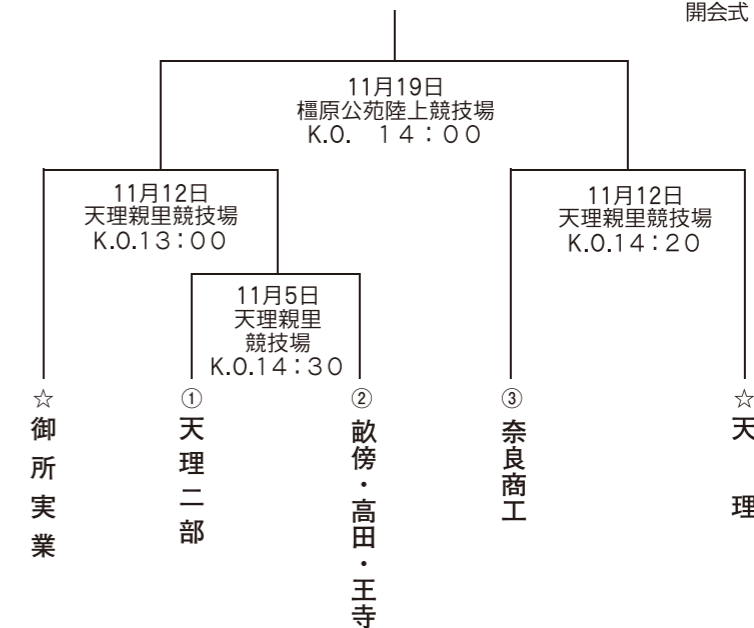 開会式
11月19日
橿原公苑陸上競技場
K.O.　１４：００
11月12日
天理親里競技場
K.O.１３：００
11月12日
天理親里競技場
K.O.１４：２０
11月5日
天理親里
競技場
K.O.１４：３０
☆御所実業
①天理二部
②畝傍・高田・王寺
③奈良商工
☆天理